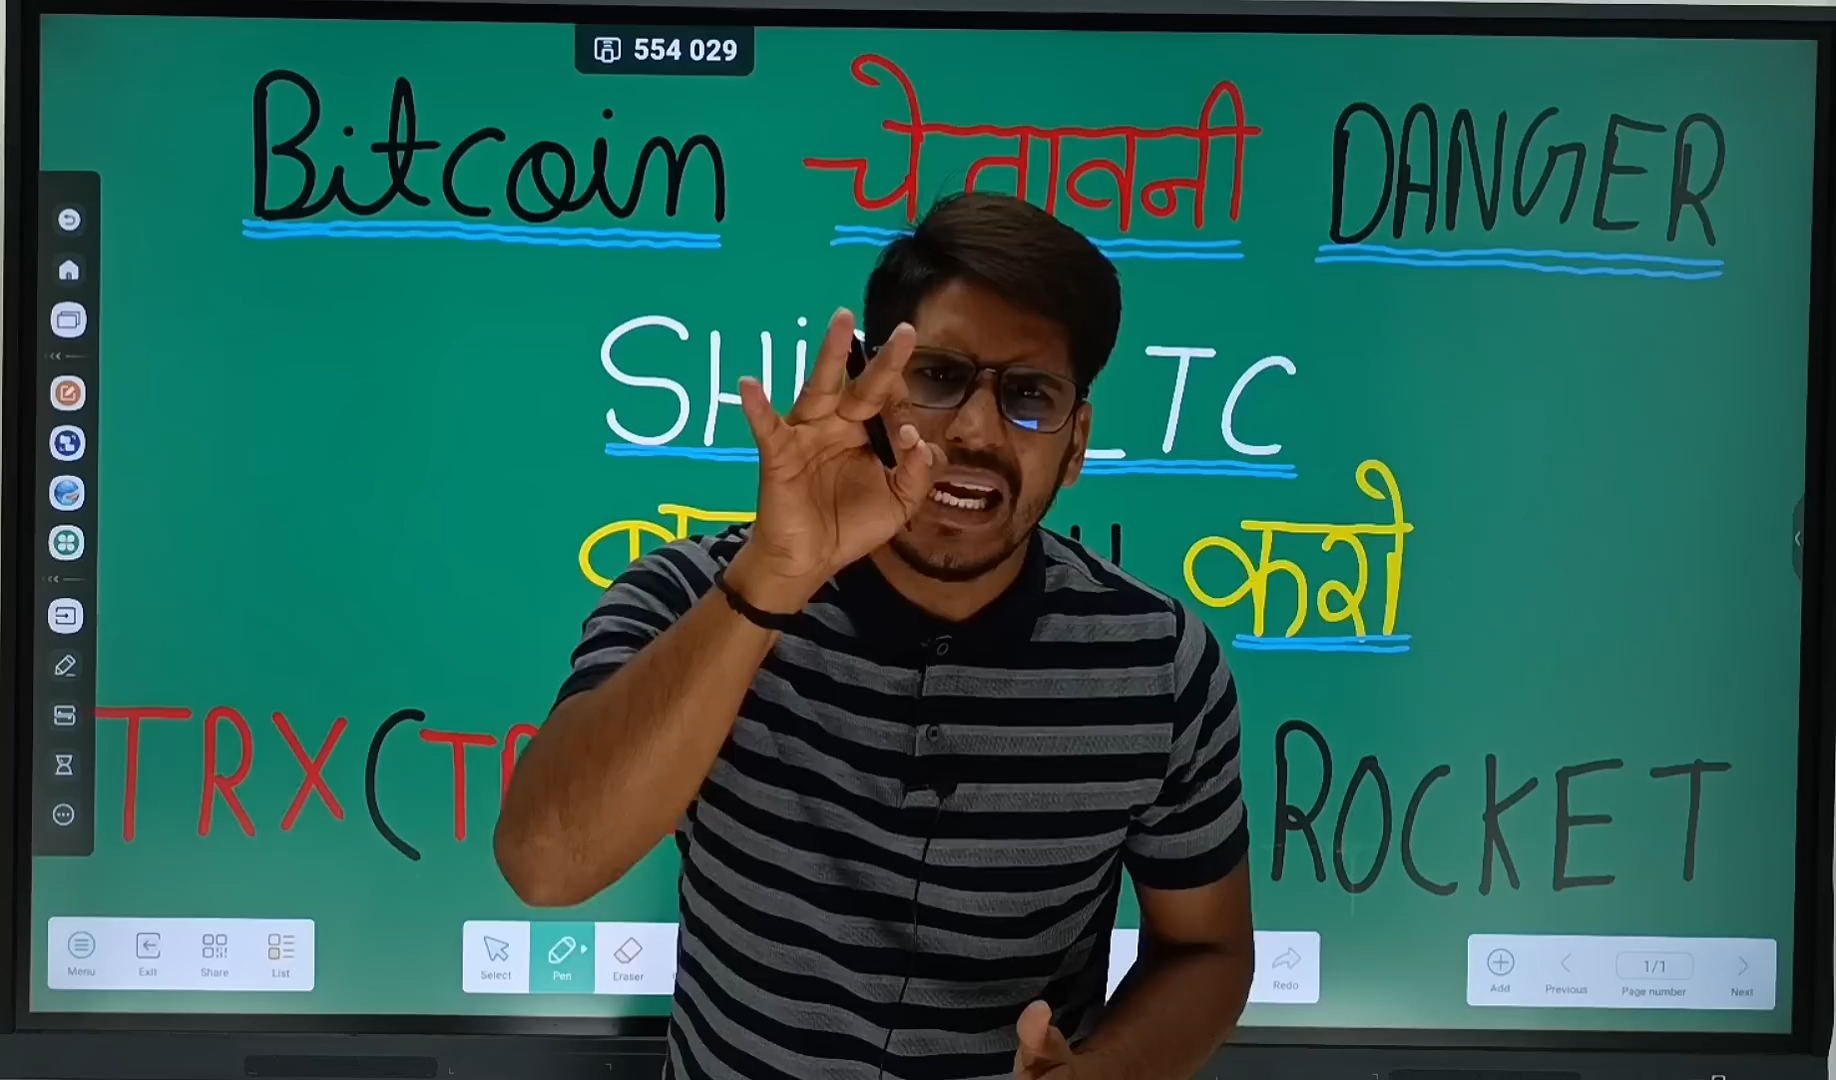 554 029
Bitcoin चेतावनी DANGER
LTC
करो
TRX ROCKET
Menu Exit Share List Select Pen Eraser Redo Add Previous 1/1 Page number Next